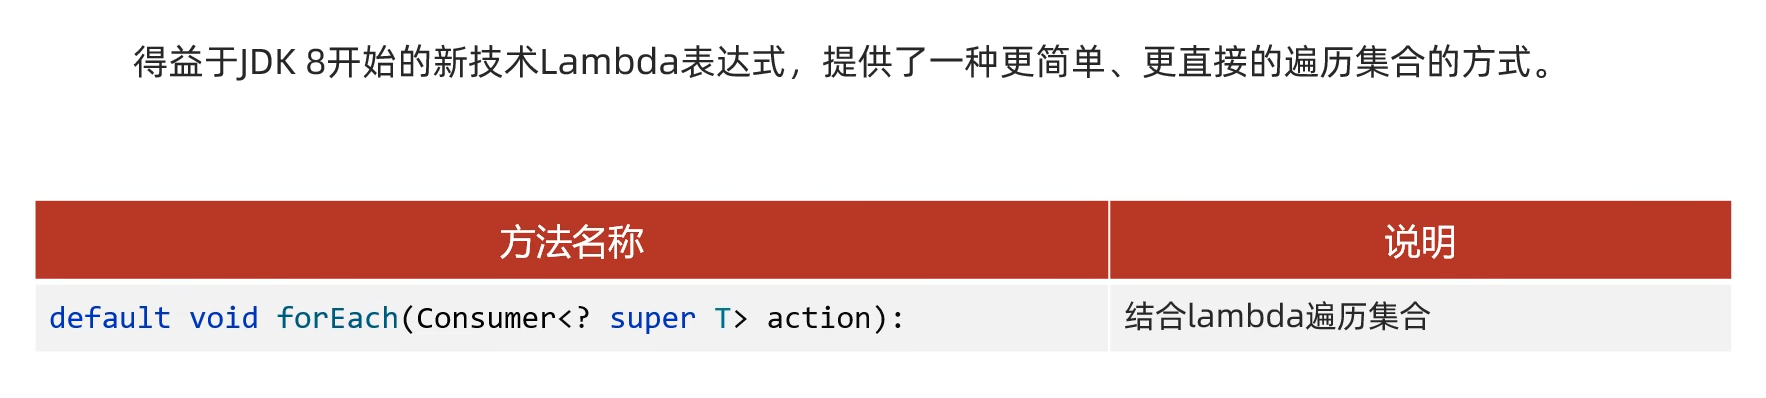 得益于JDK 8开始的新技术Lambda表达式，提供了一种更简单、更直接的遍历集合的方式。
方法名称 说明
default void forEach(Consumer<? super T> action): 结合lambda遍历集合